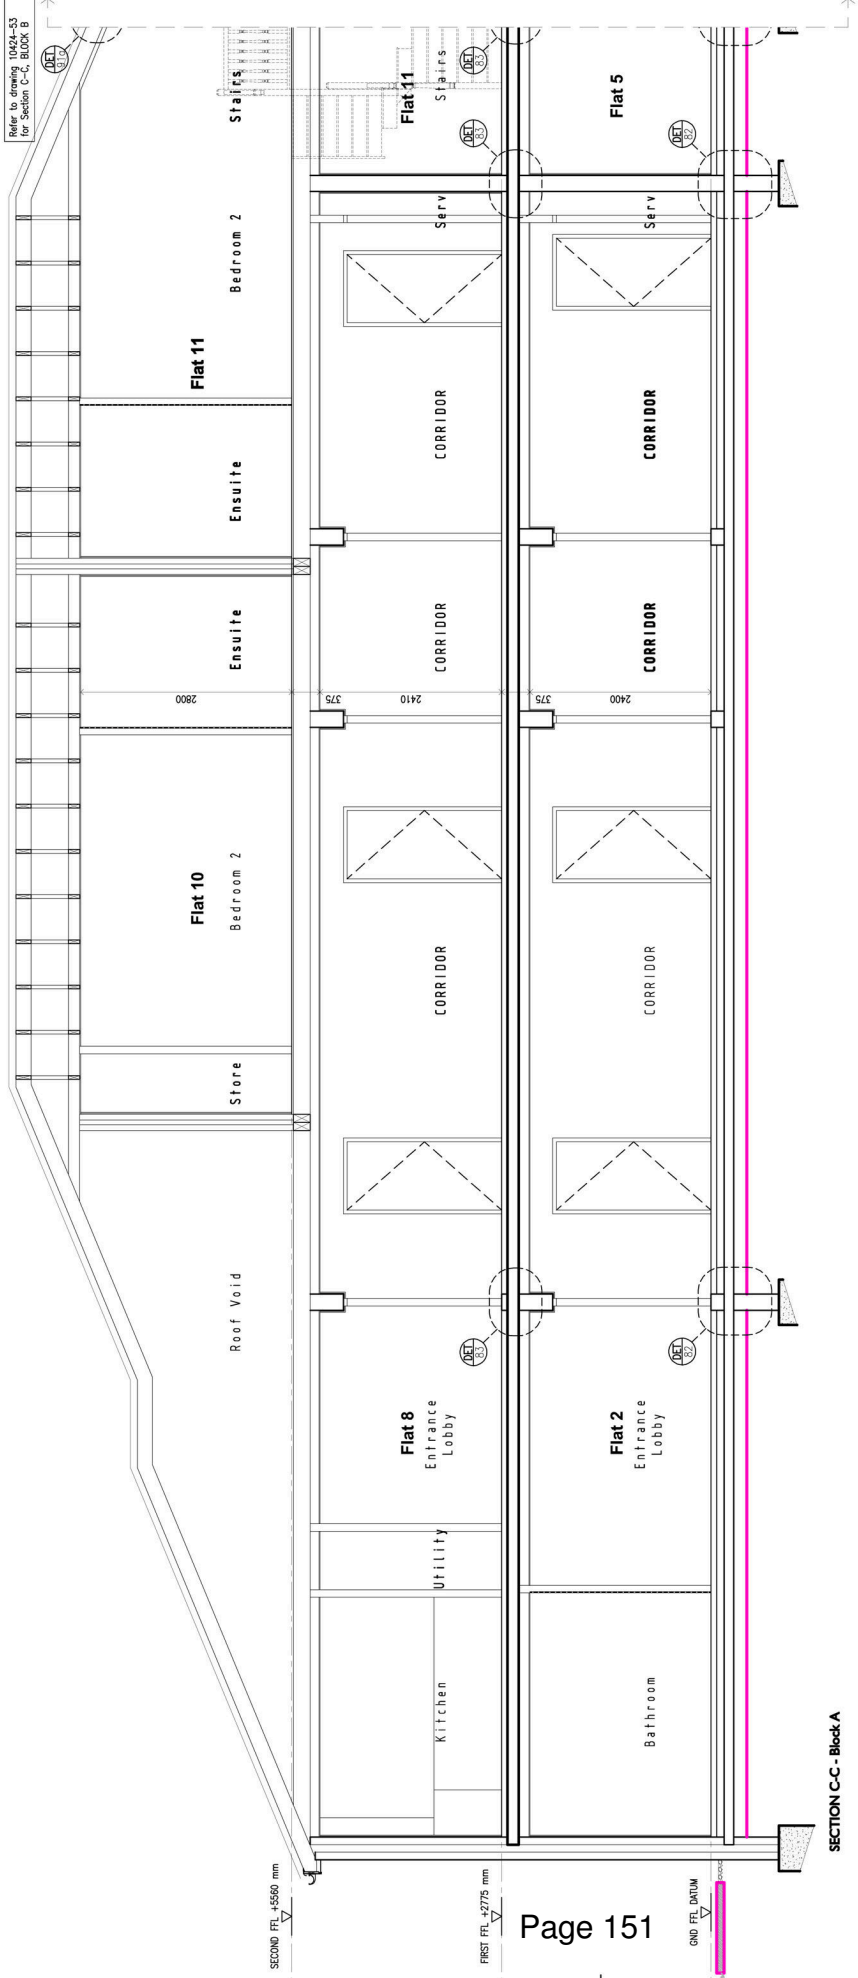 Refer to drawing 10424-53
for Section C-C, BLOCK B
DET
91g
Stairs
Bedroom 2
Flat 11
Ensuite
Ensuite
2800
Flat 10
Bedroom 2
Store
Roof Void
SECOND FFL +5560 mm
Flat 11
Stairs
DET
83
DET
83
Serv
CORRIDOR
CORRIDOR
375
2410
CORRIDOR
DET
83
Flat 8
Entrance
Lobby
Utility
Kitchen
FIRST FFL +2775 mm
Flat 5
DET
82
Serv
CORRIDOR
CORRIDOR
375
2400
CORRIDOR
DET
82
Flat 2
Entrance
Lobby
Bathroom
GND FFL DATUM
SECTION C-C - Block A
Page 151